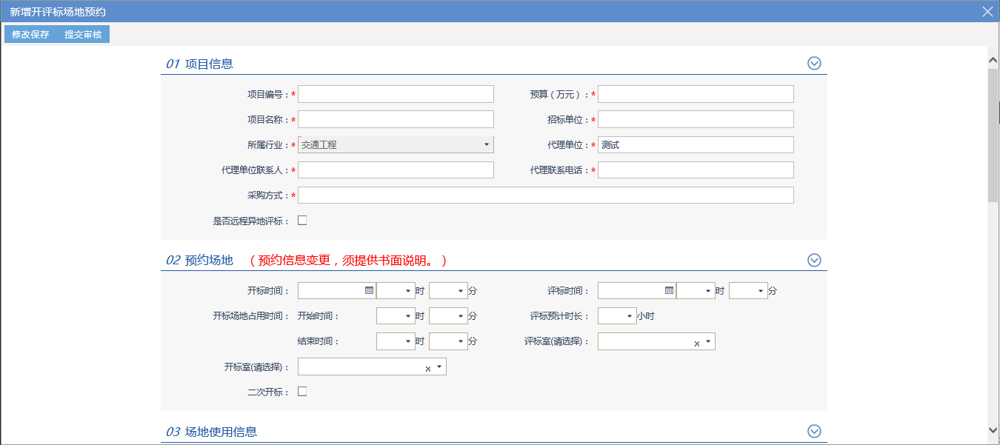 新增开评标场地预约
修改保存 提交审核
01 项目信息
项目编号：* 预算（万元）：*
项目名称：* 招标单位：*
所属行业：* 交通工程 代理单位：* 测试
代理单位联系人：* 代理联系电话：*
采购方式：*
是否远程异地评标：
02 预约场地 （预约信息变更，须提供书面说明。）
开标时间： 时 分 评标时间： 时 分
开标场地占用时间： 开始时间： 时 分 评标预计时长： 小时
结束时间： 时 分 评标室(请选择)： x
开标室(请选择)： x
二次开标：
03 场地使用信息